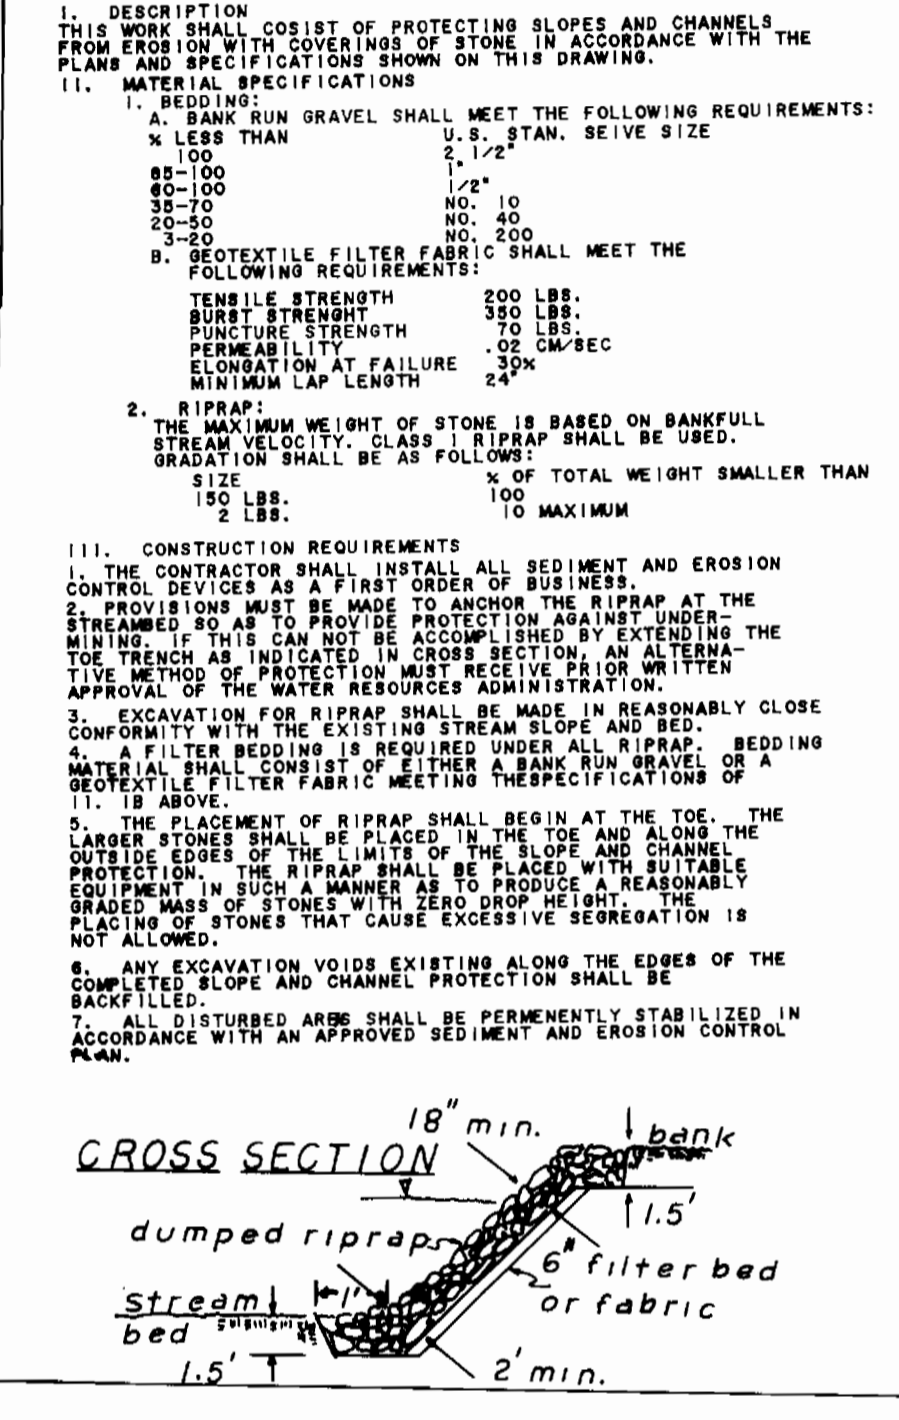 I. DESCRIPTION
THIS WORK SHALL COSIST OF PROTECTING SLOPES AND CHANNELS
FROM EROSION WITH COVERINGS OF STONE IN ACCORDANCE WITH THE
PLANS AND SPECIFICATIONS SHOWN ON THIS DRAWING.
II. MATERIAL SPECIFICATIONS
1. BEDDING:
A. BANK RUN GRAVEL SHALL MEET THE FOLLOWING REQUIREMENTS:
% LESS THAN U.S. STAN. SEIVE SIZE
100 2 1/2"
85-100 1"
60-100 1/2"
35-70 NO. 10
20-50 NO. 40
3-20 NO. 200
B. GEOTEXTILE FILTER FABRIC SHALL MEET THE
FOLLOWING REQUIREMENTS:
TENSILE STRENGTH 200 LBS.
BURST STRENGHT 350 LBS.
PUNCTURE STRENGTH 70 LBS.
PERMEABILITY .02 CM/SEC
ELONGATION AT FAILURE 30%
MINIMUM LAP LENGTH 24"
2. RIPRAP:
THE MAXIMUM WEIGHT OF STONE IS BASED ON BANKFULL
STREAM VELOCITY. CLASS I RIPRAP SHALL BE USED.
GRADATION SHALL BE AS FOLLOWS:
SIZE % OF TOTAL WEIGHT SMALLER THAN
150 LBS. 100
2 LBS. 10 MAXIMUM
III. CONSTRUCTION REQUIREMENTS
1. THE CONTRACTOR SHALL INSTALL ALL SEDIMENT AND EROSION
CONTROL DEVICES AS A FIRST ORDER OF BUSINESS.
2. PROVISIONS MUST BE MADE TO ANCHOR THE RIPRAP AT THE
STREAMBED SO AS TO PROVIDE PROTECTION AGAINST UNDER-
MINING. IF THIS CAN NOT BE ACCOMPLISHED BY EXTENDING THE
TOE TRENCH AS INDICATED IN CROSS SECTION, AN ALTERNA-
TIVE METHOD OF PROTECTION MUST RECEIVE PRIOR WRITTEN
APPROVAL OF THE WATER RESOURCES ADMINISTRATION.
3. EXCAVATION FOR RIPRAP SHALL BE MADE IN REASONABLY CLOSE
CONFORMITY WITH THE EXISTING STREAM SLOPE AND BED.
4. A FILTER BEDDING IS REQUIRED UNDER ALL RIPRAP. BEDDING
MATERIAL SHALL CONSIST OF EITHER A BANK RUN GRAVEL OR A
GEOTEXTILE FILTER FABRIC MEETING THESPECIFICATIONS OF
II. IB ABOVE.
5. THE PLACEMENT OF RIPRAP SHALL BEGIN AT THE TOE. THE
LARGER STONES SHALL BE PLACED IN THE TOE AND ALONG THE
OUTSIDE EDGES OF THE LIMITS OF THE SLOPE AND CHANNEL
PROTECTION. THE RIPRAP SHALL BE PLACED WITH SUITABLE
EQUIPMENT IN SUCH A MANNER AS TO PRODUCE A REASONABLY
GRADED MASS OF STONES WITH ZERO DROP HEIGHT. THE
PLACING OF STONES THAT CAUSE EXCESSIVE SEGREGATION IS
NOT ALLOWED.
6. ANY EXCAVATION VOIDS EXISTING ALONG THE EDGES OF THE
COMPLETED SLOPE AND CHANNEL PROTECTION SHALL BE
BACKFILLED.
7. ALL DISTURBED SHALL BE PERMENENTLY STABILIZED IN
ACCORDANCE WITH AN APPROVED SEDIMENT AND EROSION CONTROL
PLAN.
18" min.
bank
CROSS SECTION
1.5'
dumped riprap
6" filter bed
or fabric
1'
stream
bed
1.5'
2' min.